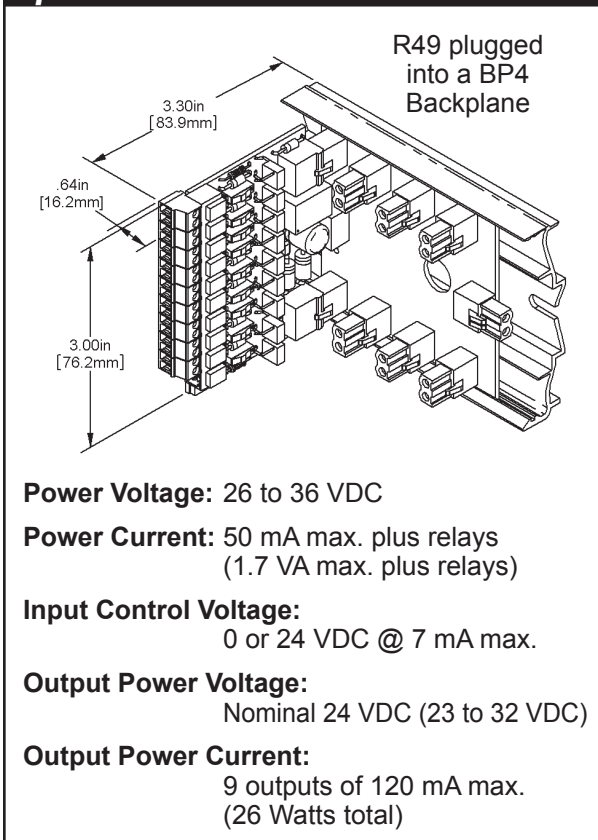 R49 plugged
into a BP4
Backplane
3.30in
[83.9mm]
.64in
[16.2mm]
3.00in
[76.2mm]
Power Voltage: 26 to 36 VDC
Power Current: 50 mA max. plus relays
(1.7 VA max. plus relays)
Input Control Voltage:
0 or 24 VDC @ 7 mA max.
Output Power Voltage:
Nominal 24 VDC (23 to 32 VDC)
Output Power Current:
9 outputs of 120 mA max.
(26 Watts total)